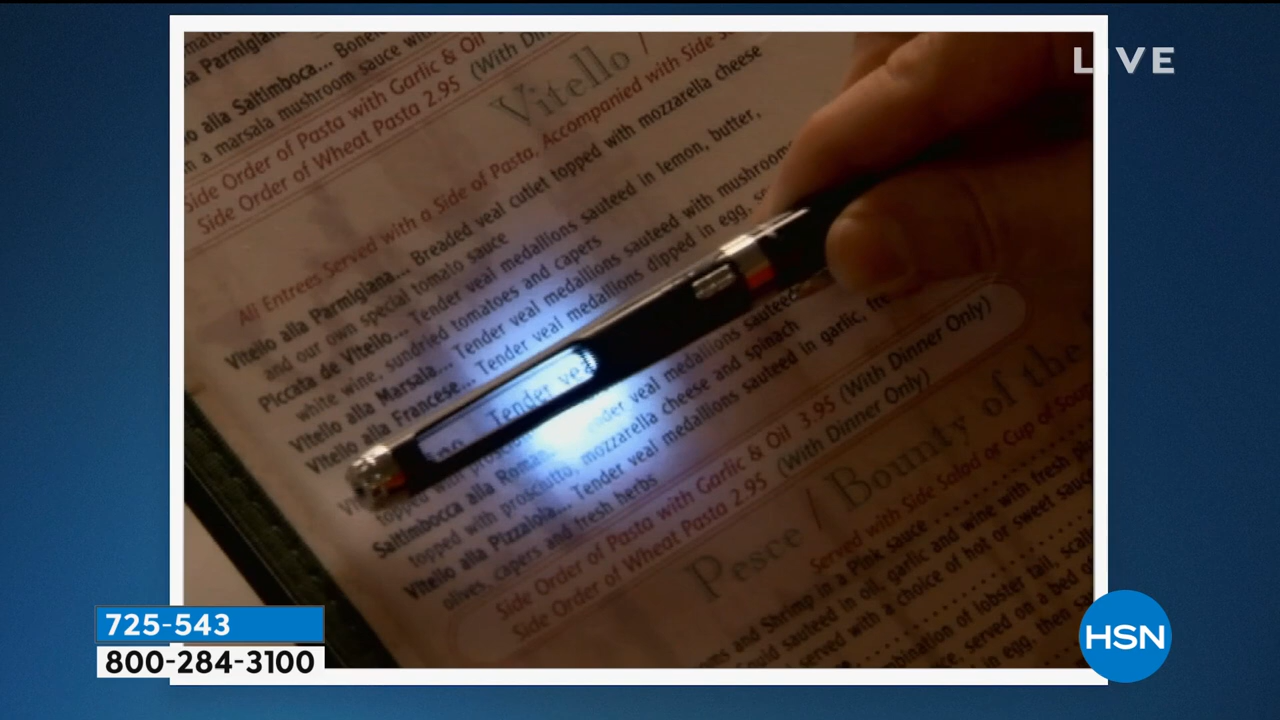 LIVE
a Parmigiana
alla Saltimboca... Bone
a marsala mushroom sauce with
Side Order of Pasta with Garlic & Oil
Side Order of Wheat Pasta 2.95 (With
Vitello /
All Entrees Served with a Side of Pasta, Accompanied with Side
Vitello alla Parmigiana... Breaded veal cutlet topped with mozzarella cheese
and our own special tomato sauce
Piccata de Vitello... Tender veal medallions sauteed in lemon, butter,
white wine, sundried tomatoes and capers
Vitello alla Marsala... Tender veal medallions sauteed with mushrooms
Vitello alla Francese... Tender veal medallions dipped in egg,
Tender veal medallions sauteed
topped with
mozzarella cheese and spinach
Saltimbocca alla Roman
topped with prosciutto,
Vitello alla Pizzaiola... Tender veal medallions sauteed in garlic,
olives, capers and fresh herbs
Side Order of Pasta with Garlic & Oil 3.95 (With Dinner Only)
Side Order of Wheat Pasta 2.95 (With Dinner Only)
Pesce / Bounty of the
Served with Side Salad or Cup of Soup
and Shrimp in a Pink sauce
sauteed in oil, garlic and wine with fresh
served with a choice of hot or sweet sauce
of lobster tail,
served on a bed of
in egg, then
725-543
800-284-3100
HSN